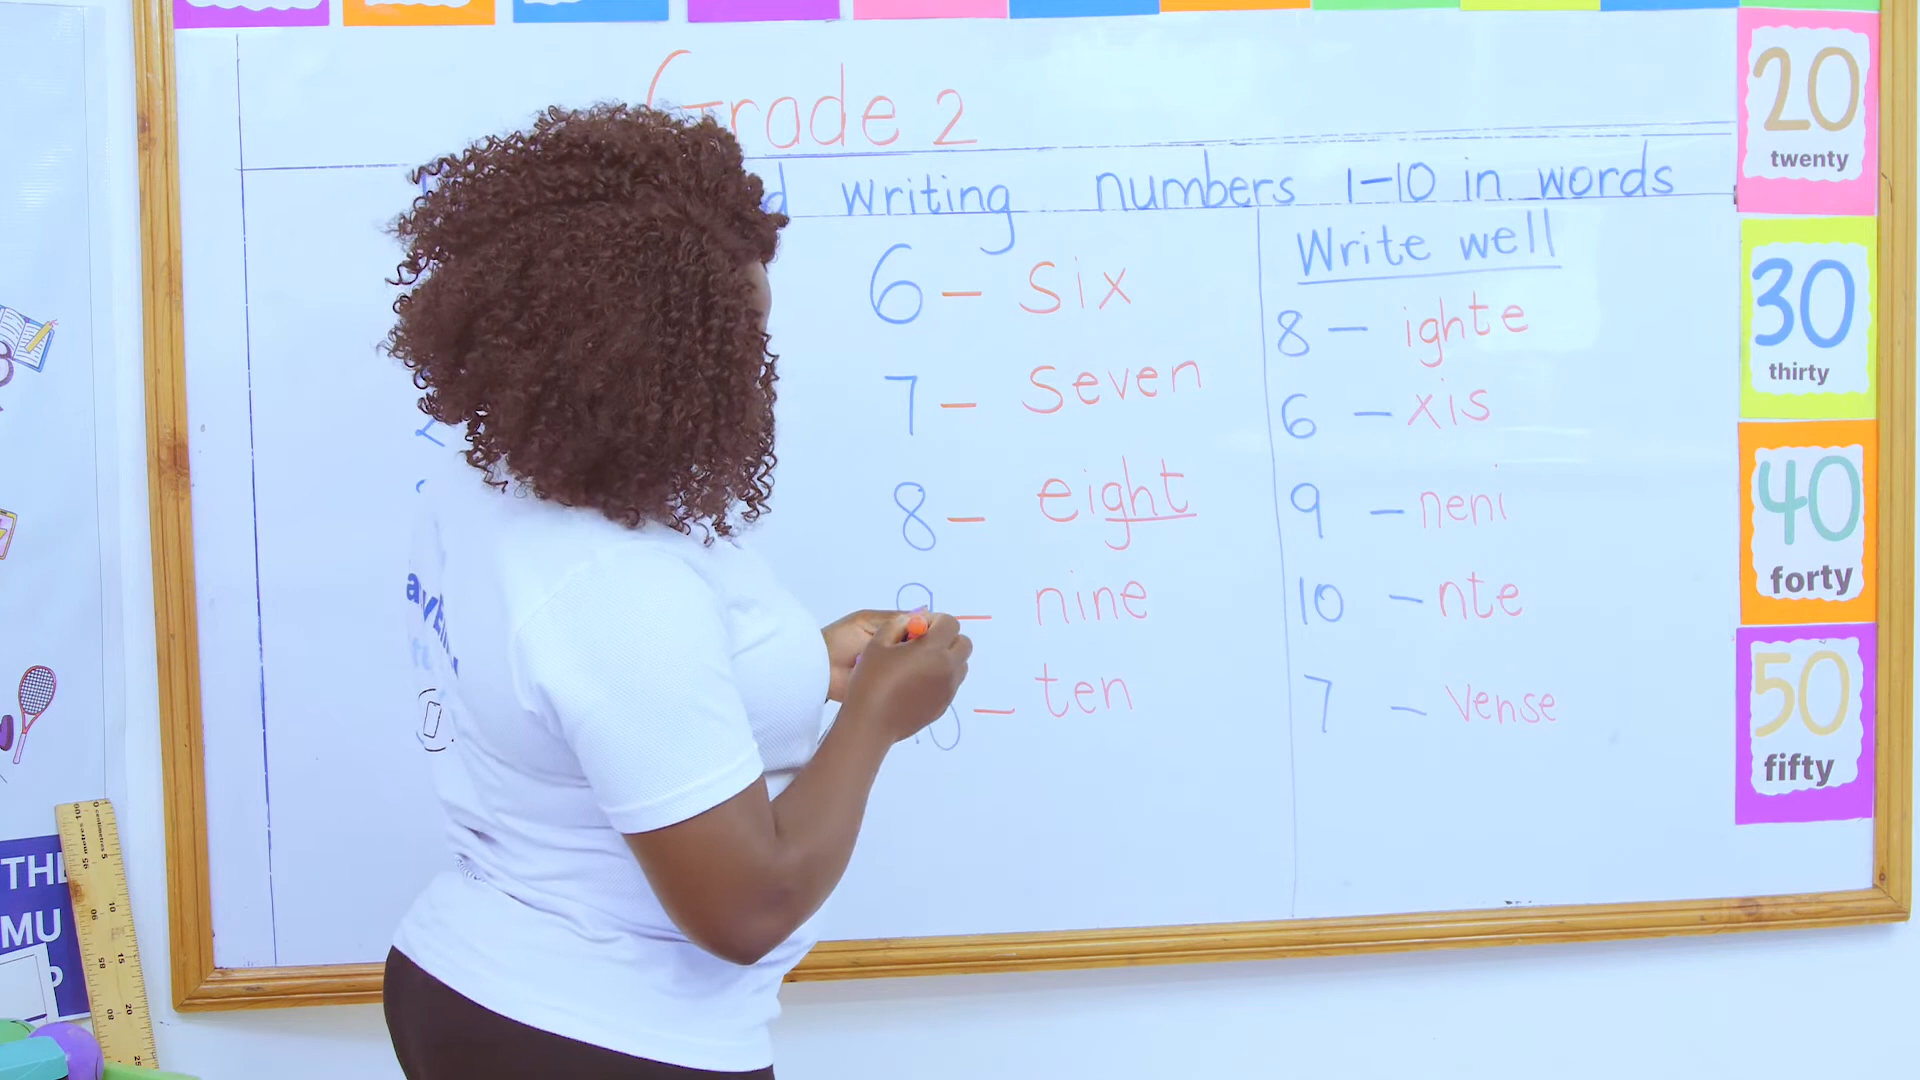 Grade 2
writing numbers 1-10 in words
6 - six
7 - seven
8 - eight
9 - nine
- ten
Write well
8 - ighte
6 - xis
9 - neni
10 - nte
7 - vense
20
twenty
30
thirty
40
forty
50
fifty